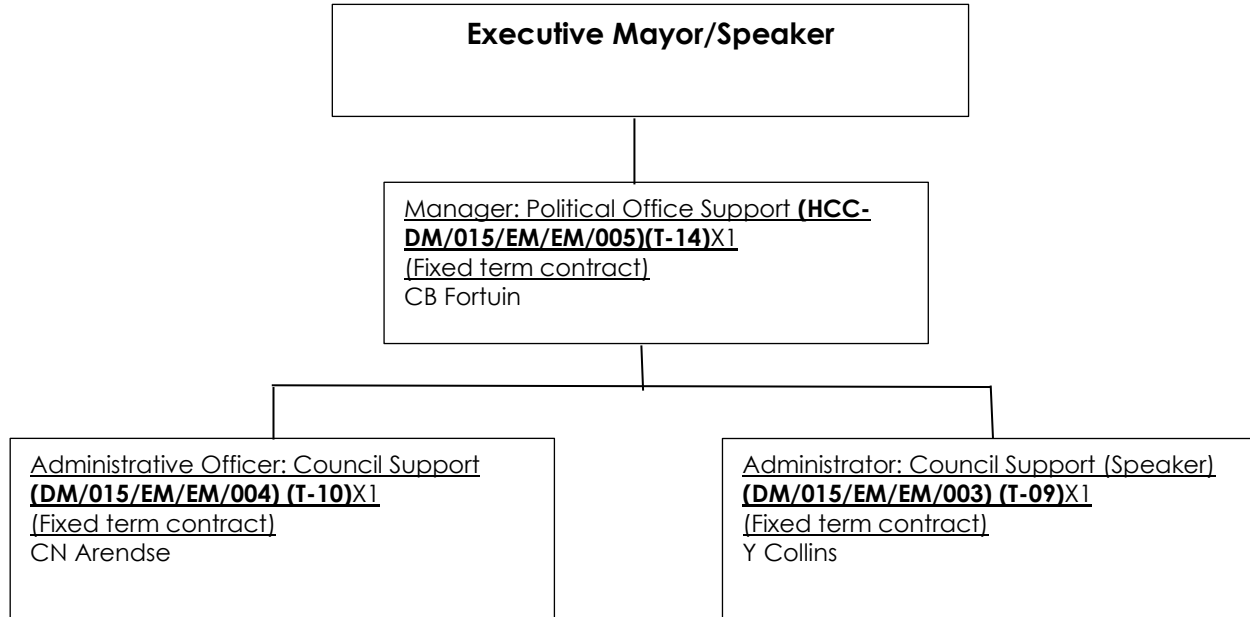 Executive Mayor/Speaker
Manager: Political Office Support (HCC-
DM/015/EM/EM/005)(T-14)X1
(Fixed term contract)
CB Fortuin
Administrative Officer: Council Support
(DM/015/EM/EM/004) (T-10)X1
(Fixed term contract)
CN Arendse
Administrator: Council Support (Speaker)
(DM/015/EM/EM/003) (T-09)X1
(Fixed term contract)
Y Collins